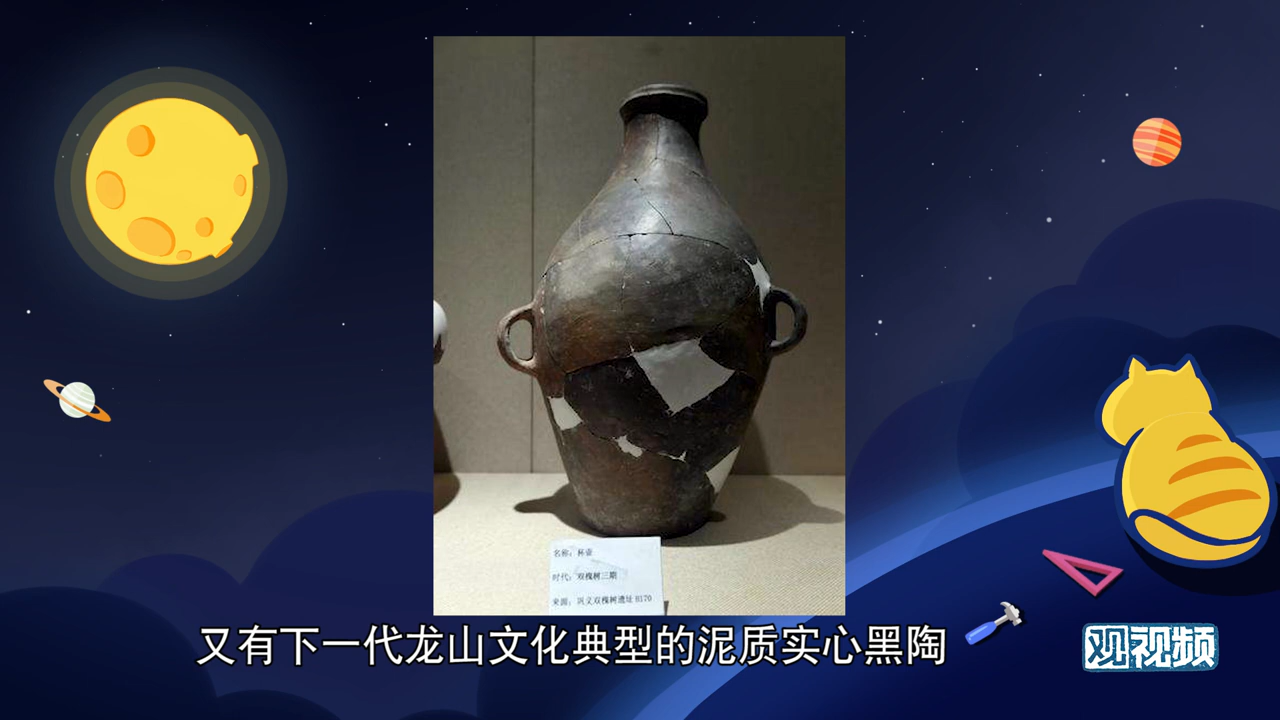 名称：杯壶
时代：双槐树三期
来源：巩义双槐树遗址 H170
又有下一代龙山文化典型的泥质实心黑陶
观视频